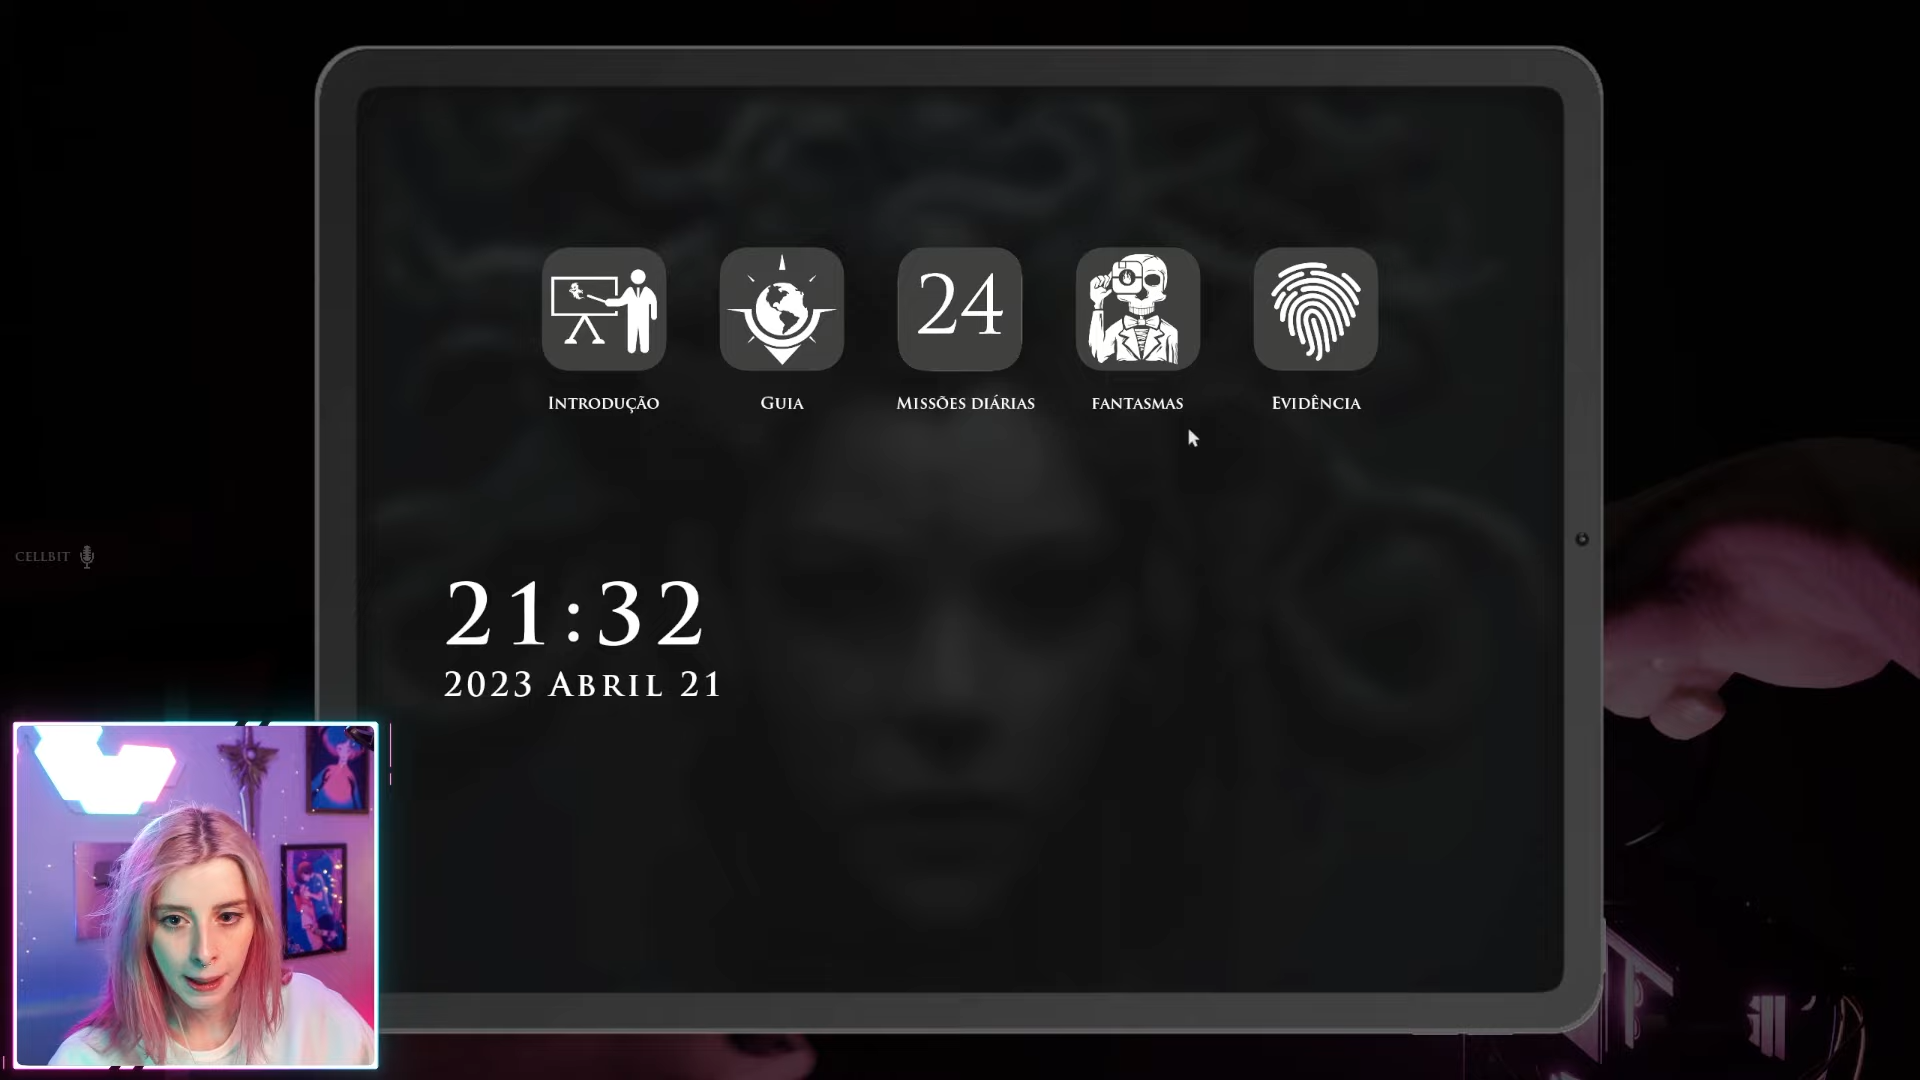 INTRODUÇÃO
GUIA
24
MISSÕES DIÁRIAS
FANTASMAS
EVIDÊNCIA
CELLBIT
21:32
2023 ABRIL 21